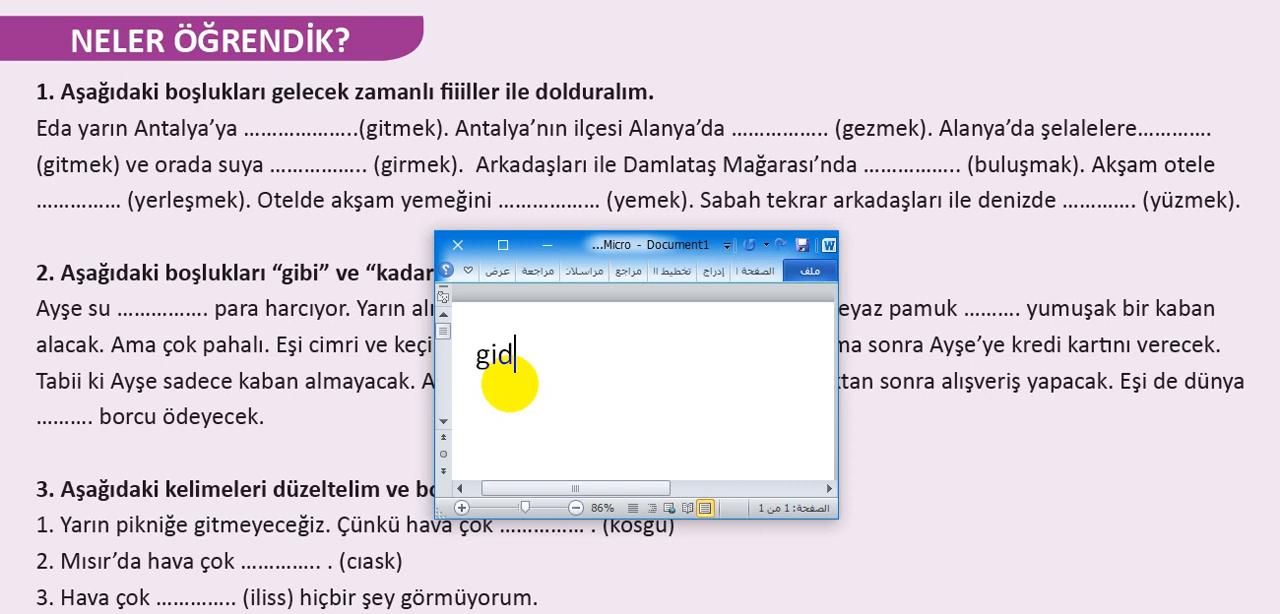 NELER ÖĞRENDİK?
1. Aşağıdaki boşlukları gelecek zamanlı fiiiller ile dolduralım.
Eda yarın Antalya’ya ………………..(gitmek). Antalya’nın ilçesi Alanya’da …………….. (gezmek). Alanya’da şelalelere………….
(gitmek) ve orada suya …………….. (girmek). Arkadaşları ile Damlataş Mağarası’nda …………….. (buluşmak). Akşam otele
…………… (yerleşmek). Otelde akşam yemeğini ……………… (yemek). Sabah tekrar arkadaşları ile denizde …………. (yüzmek).
...Micro - Document1
ملف الصفحة ا إدراج تخطيط ال مراجع مراسلات مراجعة عرض
2. Aşağıdaki boşlukları “gibi” ve “kadar
Ayşe su ……………. para harcıyor. Yarın alı eyaz pamuk ………. yumuşak bir kaban
alacak. Ama çok pahalı. Eşi cimri ve keçi ma sonra Ayşe’ye kredi kartını verecek.
gid
Tabii ki Ayşe sadece kaban almayacak. A ktan sonra alışveriş yapacak. Eşi de dünya
………. borcu ödeyecek.
3. Aşağıdaki kelimeleri düzeltelim ve bo
86% الصفحة: 1 من 1
1. Yarın pikniğe gitmeyeceğiz. Çünkü hava çok …………… . (kosğu)
2. Mısır’da hava çok ………….. . (cıask)
3. Hava çok ………….. (iliss) hiçbir şey görmüyorum.